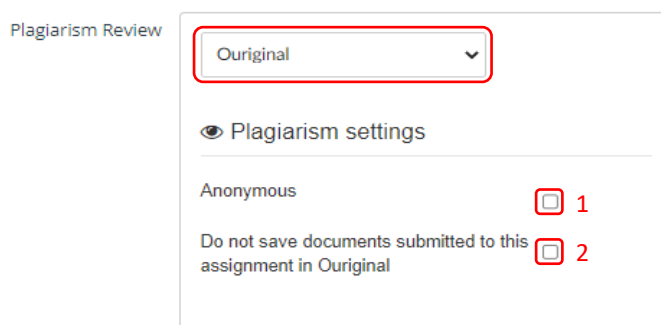 Plagiarism Review
Ouriginal
Plagiarism settings
Anonymous
1
Do not save documents submitted to this
assignment in Ouriginal
2